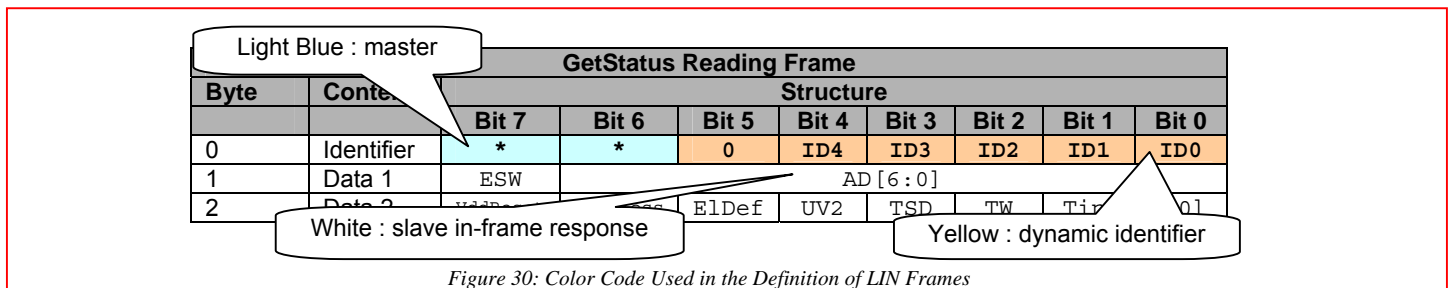 Light Blue : master
GetStatus Reading Frame
Byte Structure
Bit 7 Bit 6 Bit 5 Bit 4 Bit 3 Bit 2 Bit 1 Bit 0
0 Identifier * * 0 ID4 ID3 ID2 ID1 ID0
1 Data 1 ESW AD[6:0]
2 ElDef UV2 TSD TW
White : slave in-frame response
Yellow : dynamic identifier
Figure 30: Color Code Used in the Definition of LIN Frames